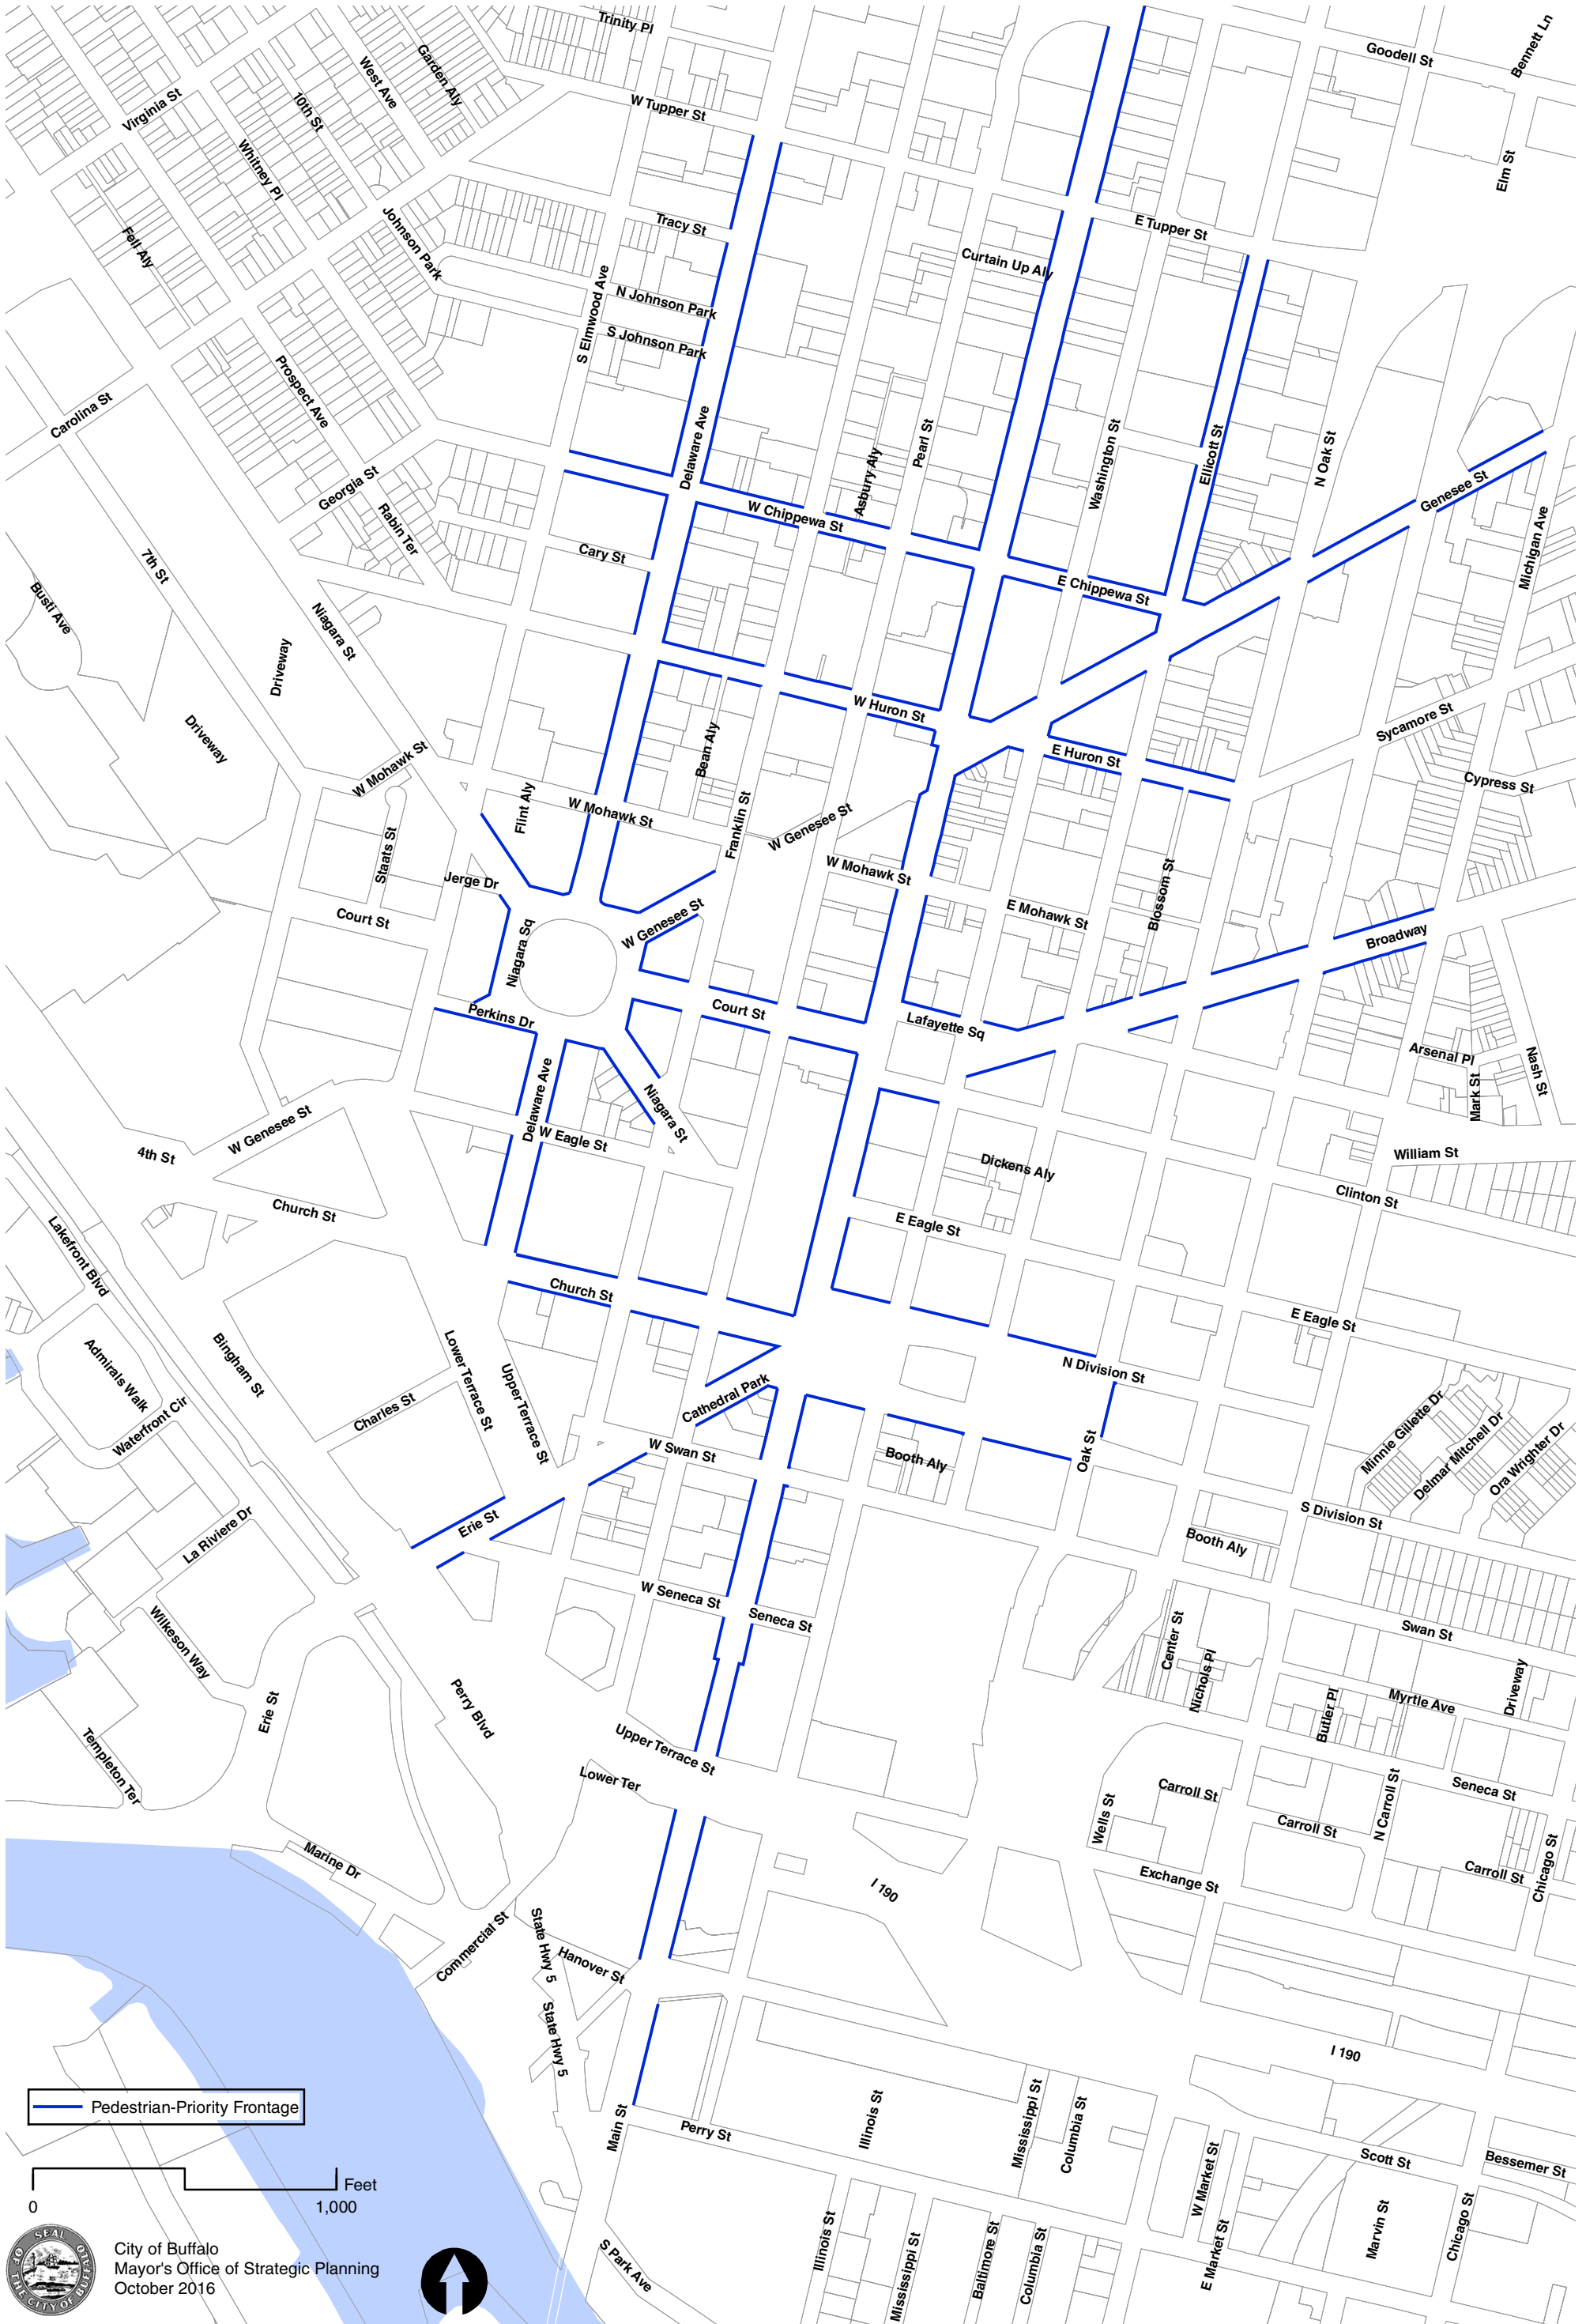 Trinity Pl
Goodell St
Bennett Ln
Garden Aly
West Ave
10th St
Virginia St
W Tupper St
Whitney Pl
Elm St
Johnson Park
Tracy St
E Tupper St
Fell Aly
Curtain Up Aly
N Johnson Park
S Elmwood Ave
S Johnson Park
Prospect Ave
Carolina St
Delaware Ave
Pearl St
Asbury Aly
Washington St
Ellicott St
N Oak St
Georgia St
Genesee St
Rabin Ter
W Chippewa St
Michigan Ave
Cary St
7th St
E Chippewa St
Busti Ave
Niagara St
Driveway
W Huron St
Sycamore St
Driveway
Bean Aly
E Huron St
W Mohawk St
Cypress St
Flint Aly
W Mohawk St
Franklin St
W Genesee St
Staats St
W Mohawk St
Jerge Dr
Blossom St
Court St
W Genesee St
E Mohawk St
Broadway
Niagara Sq
Perkins Dr
Court St
Lafayette Sq
Arsenal Pl
Nash St
Mark St
Delaware Ave
Niagara St
W Genesee St
W Eagle St
4th St
William St
Dickens Aly
Clinton St
Church St
E Eagle St
Lakefront Blvd
Church St
E Eagle St
Bingham St
Admirals Walk
Lower Terrace St
Upper Terrace St
N Division St
Cathedral Park
Charles St
Waterfront Cir
Minnie Gillette Dr
Delmar Mitchell Dr
Ora Wrighter Dr
W Swan St
Booth Aly
Oak St
Erie St
S Division St
La Riviere Dr
Booth Aly
W Seneca St
Seneca St
Swan St
Wilkeson Way
Center St
Nichols Pl
Driveway
Myrtle Ave
Butler Pl
Erie St
Perry Blvd
Upper Terrace St
Templeton Ter
Lower Ter
Carroll St
Seneca St
Wells St
N Carroll St
Carroll St
Marine Dr
Exchange St
Carroll St
Chicago St
I 190
Commercial St
State Hwy 5
Hanover St
State Hwy 5
I 190
Pedestrian-Priority Frontage
Main St
Perry St
Illinois St
Mississippi St
Columbia St
W Market St
Scott St
Bessemer St
Feet
0
1,000
Illinois St
Mississippi St
Baltimore St
Columbia St
E Market St
Marvin St
Chicago St
S Park Ave
SEAL
OF THE CITY OF BUFFALO
City of Buffalo
Mayor's Office of Strategic Planning
October 2016